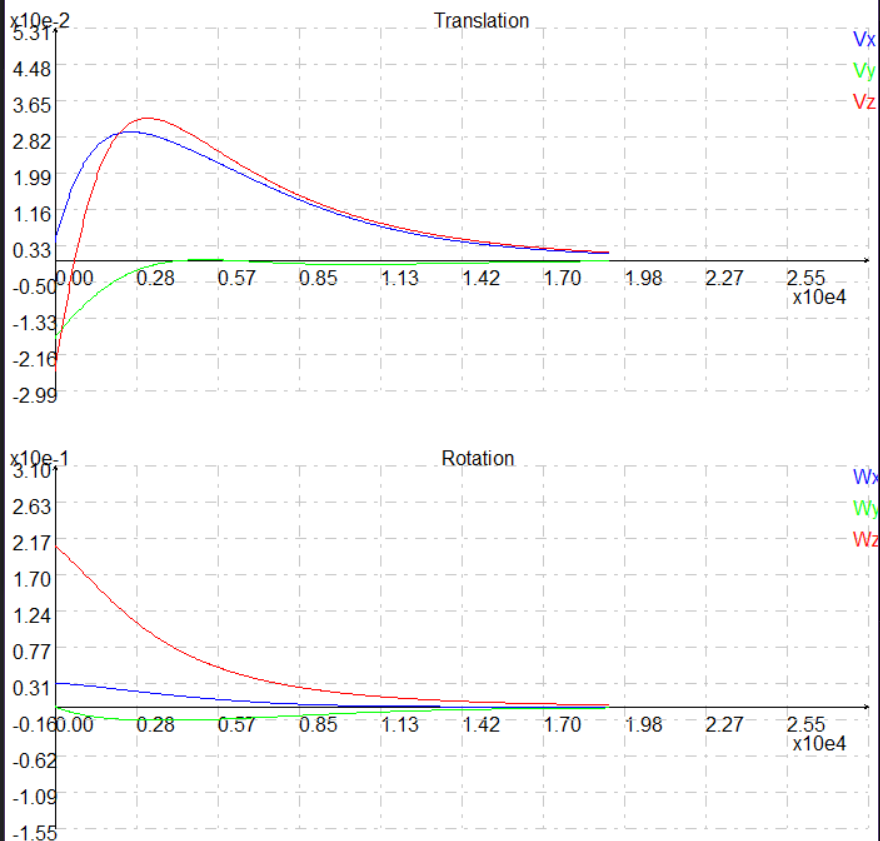 Translation
x10e-2
5.31
Vx
4.48
Vy
3.65
Vz
2.82
1.99
1.16
0.33
0.00 0.28 0.57 0.85 1.13 1.42 1.70 1.98 2.27 2.55
-0.50
x10e4
-1.33
-2.16
-2.99
Rotation
x10e-1
3.10
Wx
2.63
Wy
2.17
Wz
1.70
1.24
0.77
0.31
-0.16 0.00 0.28 0.57 0.85 1.13 1.42 1.70 1.98 2.27 2.55
x10e4
-0.62
-1.09
-1.55